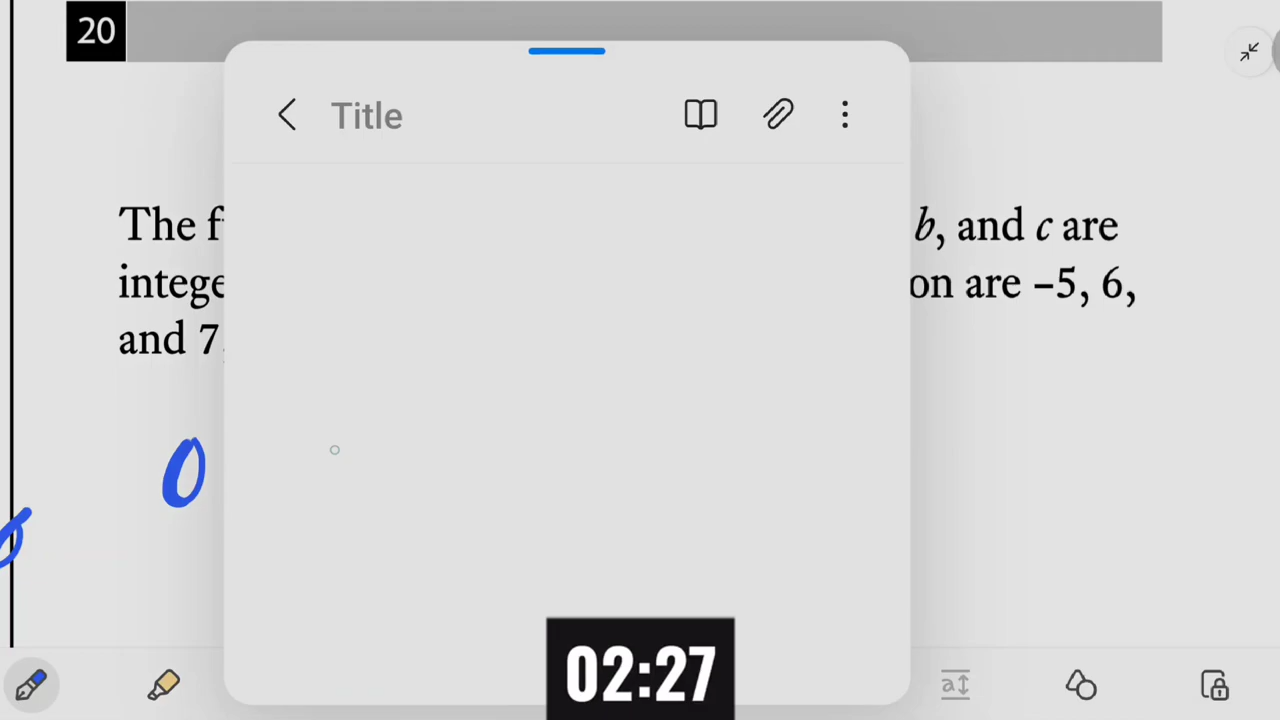 20
Title
The f b, and c are
intege on are –5, 6,
and 7,
0
02:27